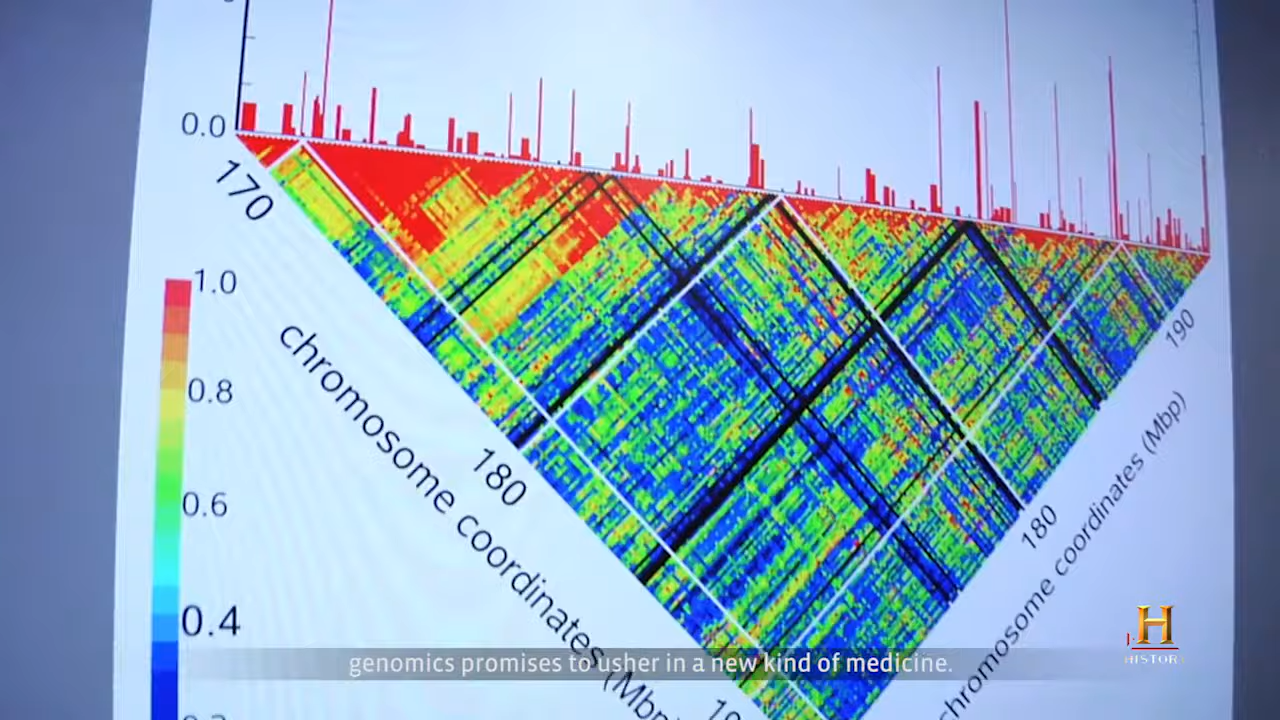 0.0
170
1.0
190
0.8
chromosome coordinates (Mbp)
180
0.6
180
chromosome coordinates (Mbp)
0.4
H
HISTORY
genomics promises to usher in a new kind of medicine.